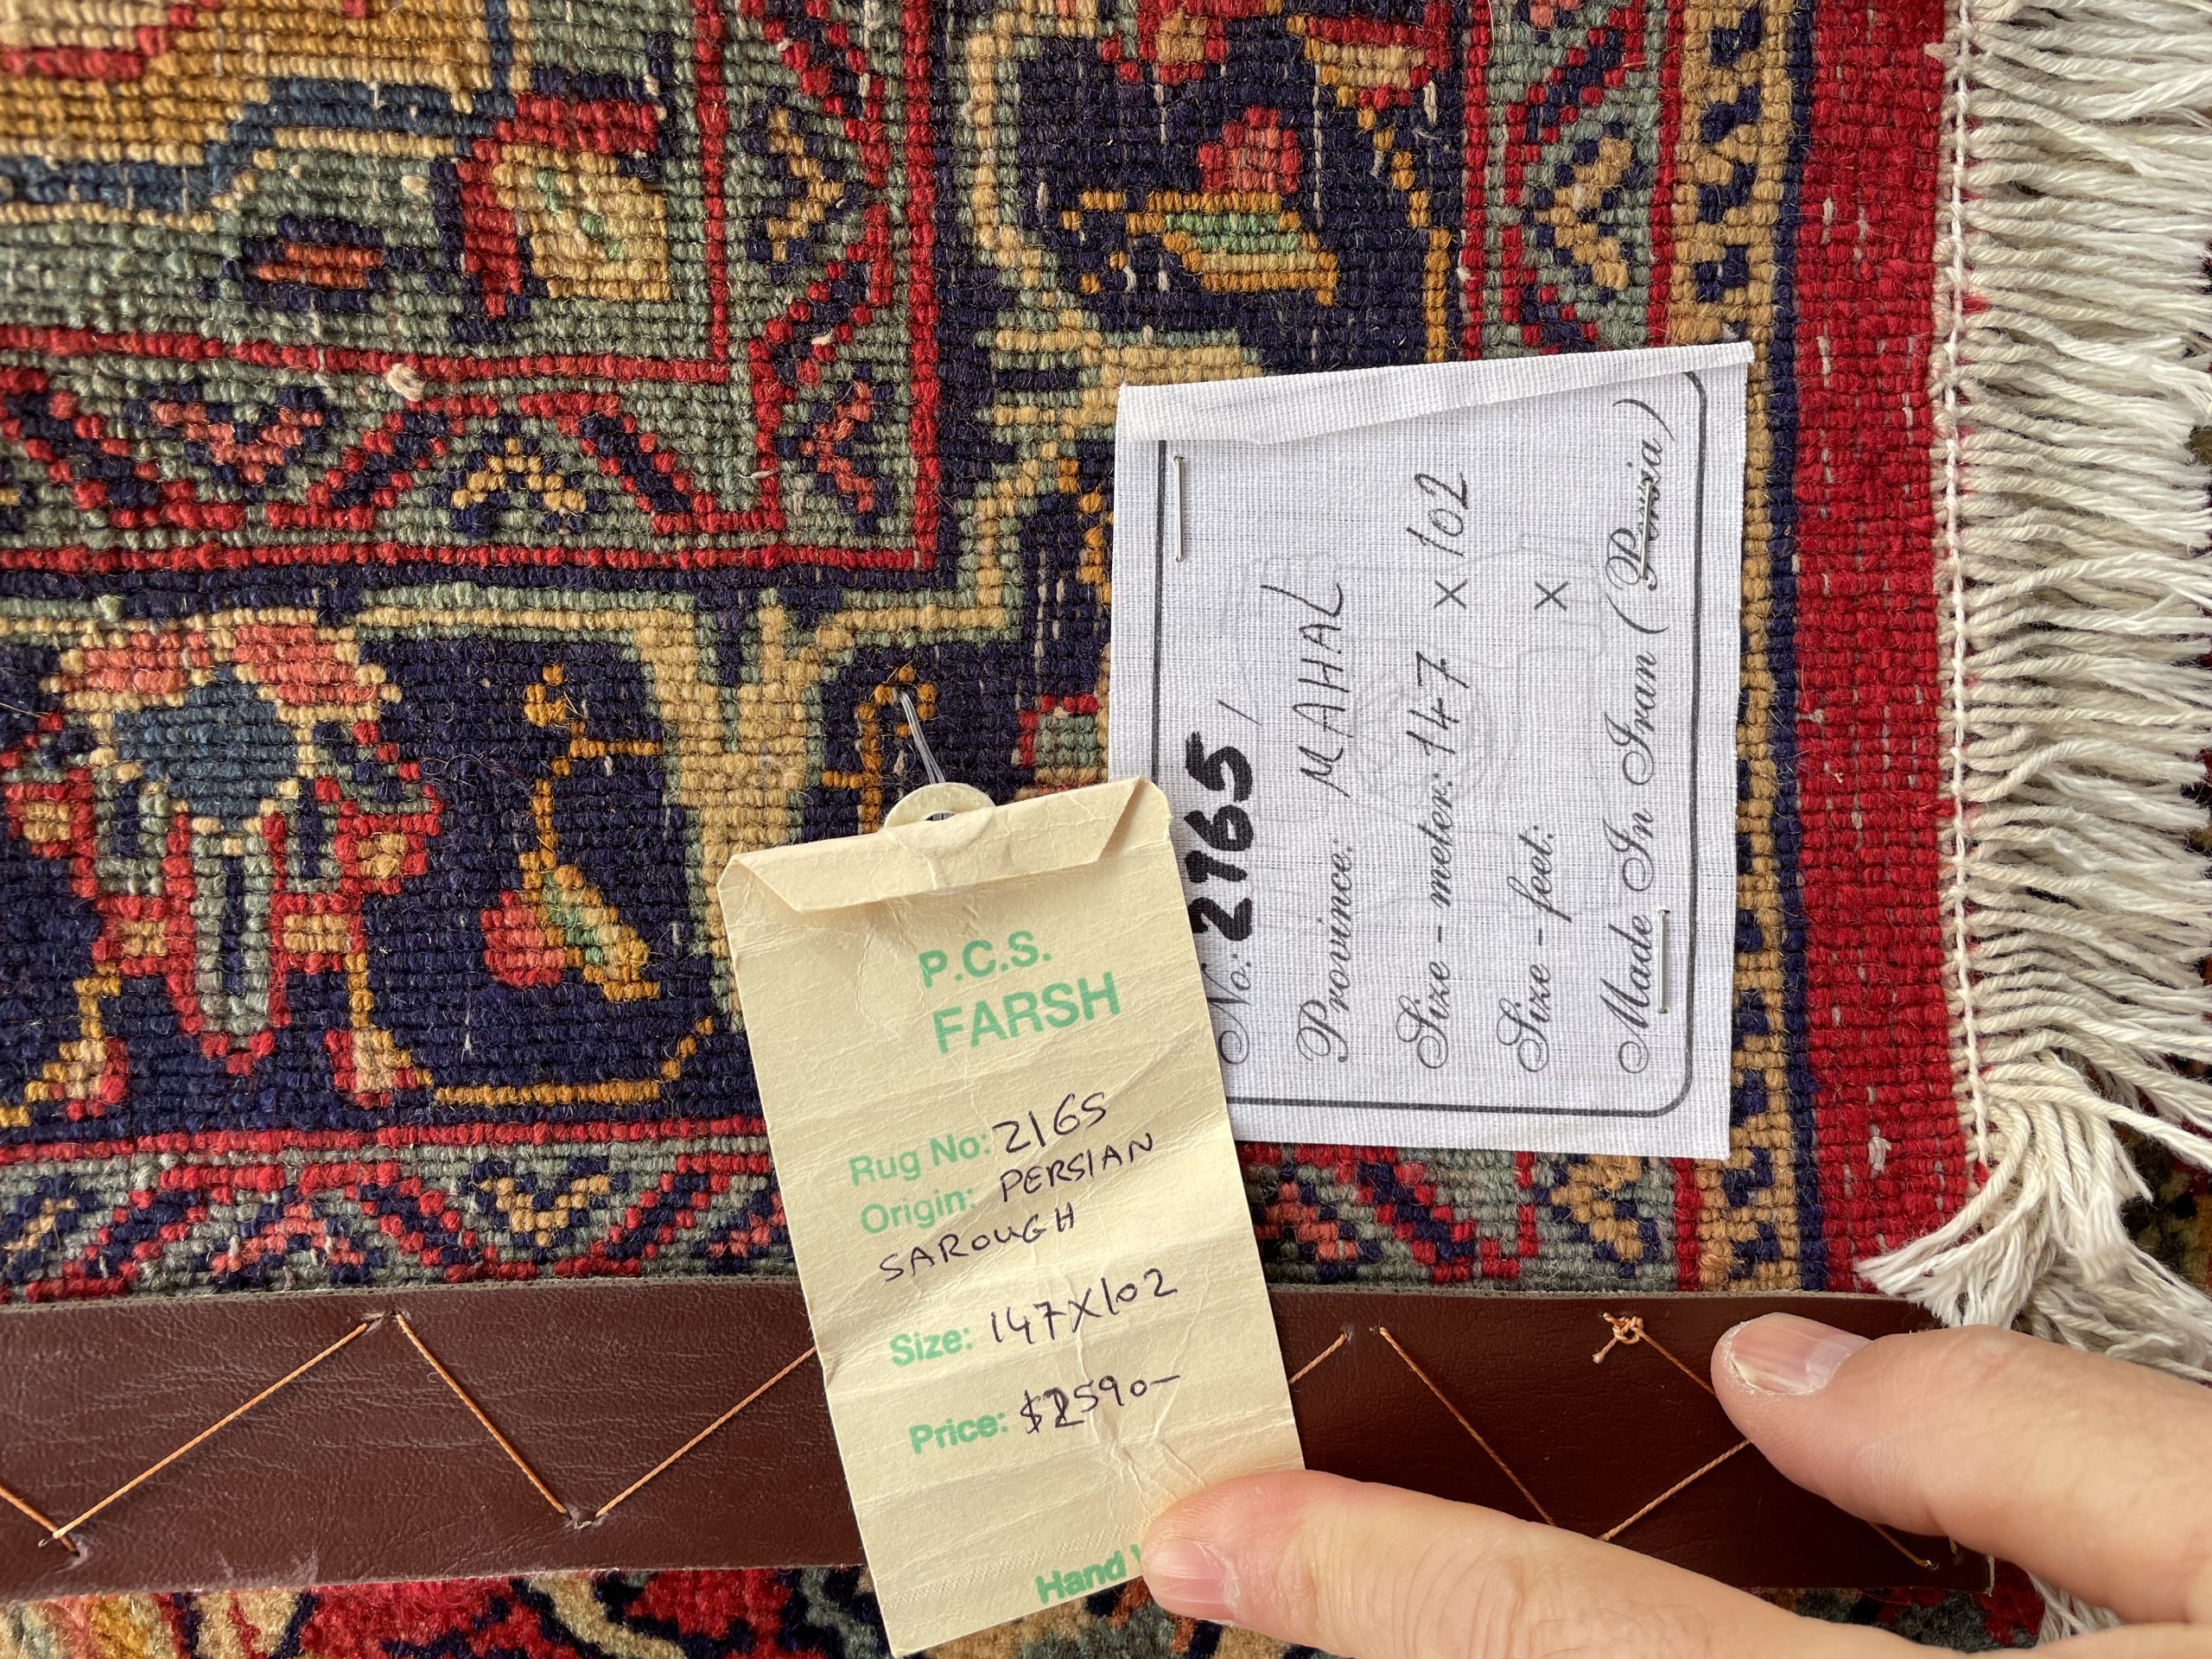 P.C.S.
FARSH
Rug No: 2165
Origin: PERSIAN
SAROUGH
Size: 147X102
Price: $2590-
Hand
No: 2165
Province: MAHAL
Size - meter: 147 x 102
Size - feet: x
Made In Iran (Persia)